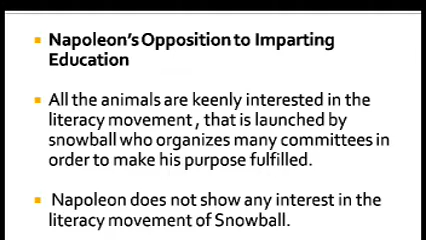 Napoleon's Opposition to Imparting
Education
All the animals are keenly interested in the
literacy movement , that is launched by
snowball who organizes many committees in
order to make his purpose fulfilled.
Napoleon does not show any interest in the
literacy movement of Snowball.